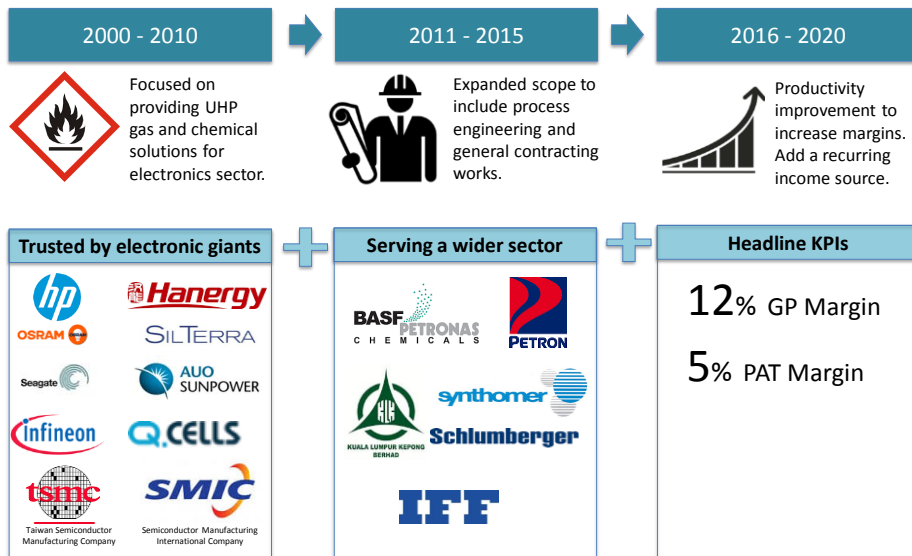 2000 - 2010
2011 - 2015
2016 - 2020
Focused on
providing UHP
gas and chemical
solutions for
electronics sector.
Expanded scope to
include process
engineering and
general contracting
works.
Productivity
improvement to
increase margins.
Add a recurring
income source.
Trusted by electronic giants
hp
Hanergy
OSRAM
SILTERRA
Seagate
AUO
SUNPOWER
infineon
Q.CELLS
tsmc
SMIC
Taiwan Semiconductor
Manufacturing Company
Semiconductor Manufacturing
International Company
Serving a wider sector
BASF
PETRONAS
CHEMICALS
PETRON
KUALA LUMPUR KEPONG
BERHAD
synthomer
Schlumberger
IFF
Headline KPIs
12% GP Margin
5% PAT Margin